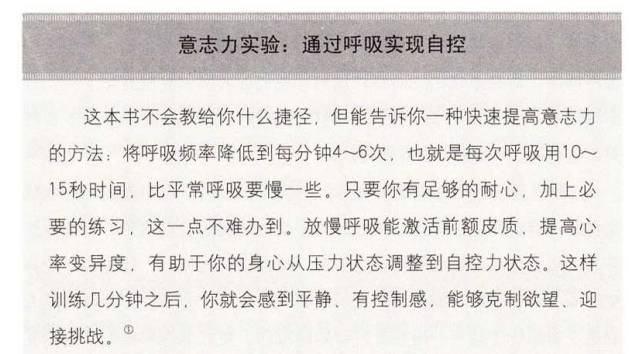 意志力实验：通过呼吸实现自控
这本书不会教给你什么捷径，但能告诉你一种快速提高意志力
的方法：将呼吸频率降低到每分钟4～6次，也就是每次呼吸用10～
15秒时间，比平常呼吸要慢一些。只要你有足够的耐心，加上必
要的练习，这一点不难办到。放慢呼吸能激活前额皮质、提高心
率变异度，有助于你的身心从压力状态调整到自控力状态。这样
训练几分钟之后，你就会感到平静、有控制感，能够克制欲望、迎
接挑战。①